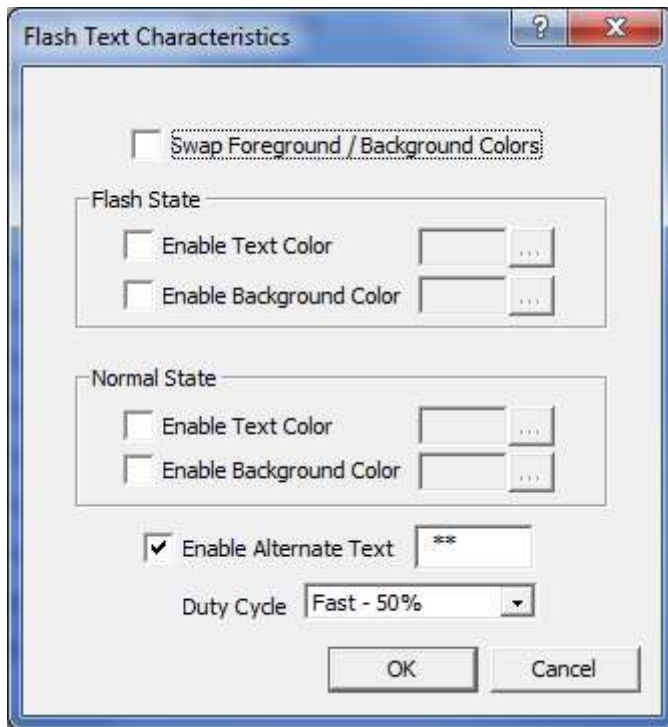 Flash Text Characteristics
?
Swap Foreground / Background Colors
Flash State
Enable Text Color ...
Enable Background Color ...
Normal State
Enable Text Color ...
Enable Background Color ...
Enable Alternate Text **
Duty Cycle Fast - 50%
OK Cancel